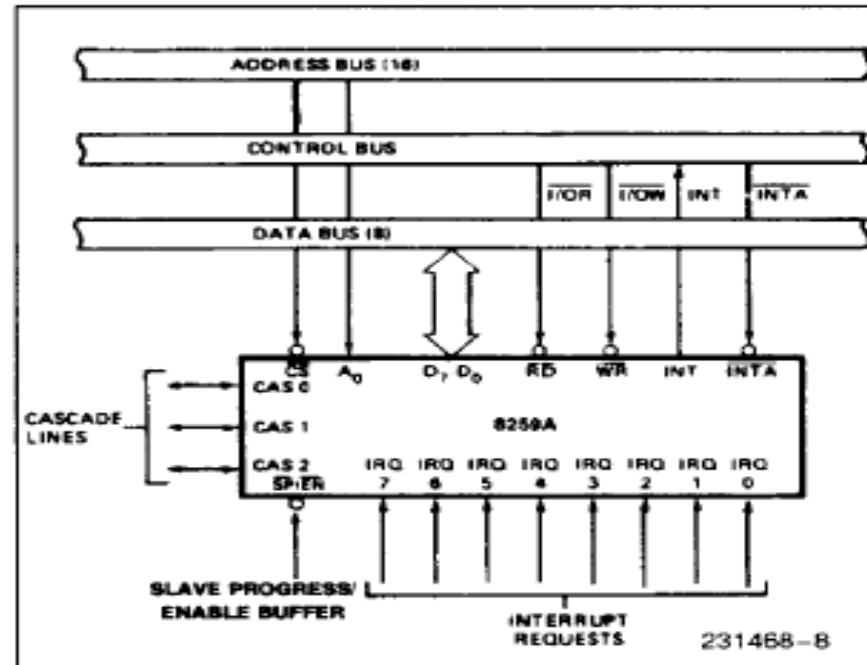 ADDRESS BUS (16)
CONTROL BUS
I/OR I/OW INT INTA
DATA BUS (8)
CS A0 D7-D0 RD WR INT INTA
CASCADE LINES
CAS 0
CAS 1
CAS 2
8259A
IRQ IRQ IRQ IRQ IRQ IRQ IRQ IRQ
7 6 5 4 3 2 1 0
SP/EN
SLAVE PROGRESS/
ENABLE BUFFER
INTERRUPT
REQUESTS
231468-8